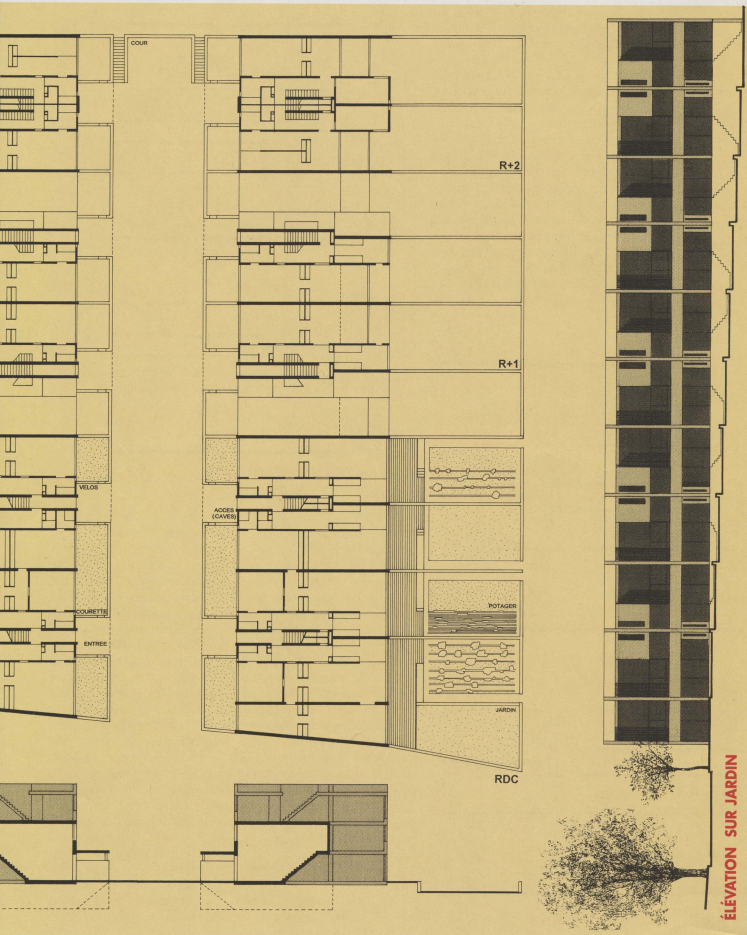 COUR
R+2
R+1
VELOS
ACCES
(CAVES)
POTAGER
COURETTE
ENTREE
JARDIN
RDC
ÉLÉVATION SUR JARDIN